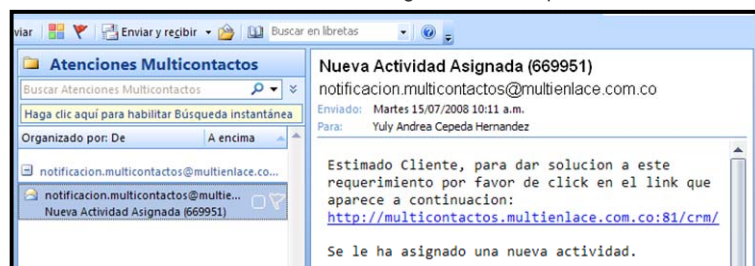 viar Enviar y recibir Buscar en libretas
Atenciones Multicontactos
Buscar Atenciones Multicontactos
Haga clic aquí para habilitar Búsqueda instantánea
Organizado por: De A encima
notificacion.multicontactos@multienlace.co...
notificacion.multicontactos@multie...
Nueva Actividad Asignada (669951)
Nueva Actividad Asignada (669951)
notificacion.multicontactos@multienlace.com.co
Enviado: Martes 15/07/2008 10:11 a.m.
Para: Yuly Andrea Cepeda Hernandez
Estimado Cliente, para dar solucion a este
requerimiento por favor de click en el link que
aparece a continuacion:
http://multicontactos.multienlace.com.co:81/crm/
Se le ha asignado una nueva actividad.